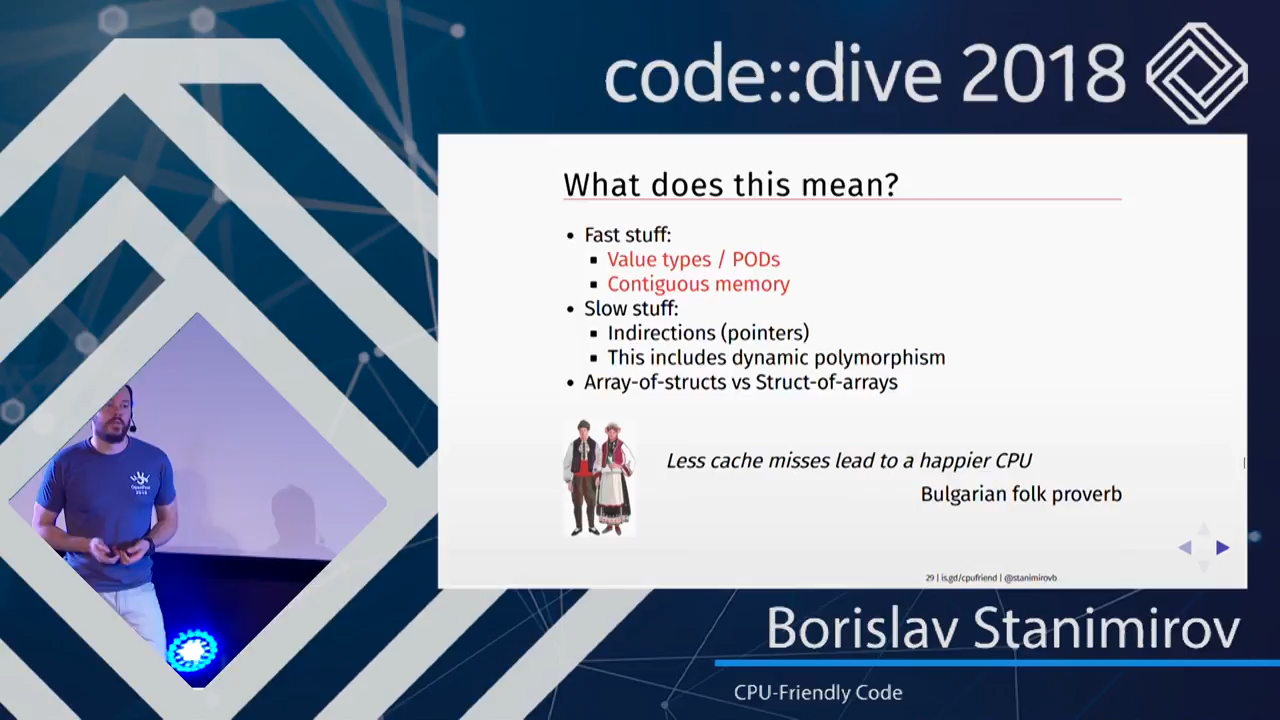 code::dive 2018
What does this mean?
• Fast stuff:
▪ Value types / PODs
▪ Contiguous memory
• Slow stuff:
▪ Indirections (pointers)
▪ This includes dynamic polymorphism
• Array-of-structs vs Struct-of-arrays
Less cache misses lead to a happier CPU
Bulgarian folk proverb
29 | is.gd/cpufriend | @stanimirovb
OpenFest
2018
Borislav Stanimirov
CPU-Friendly Code